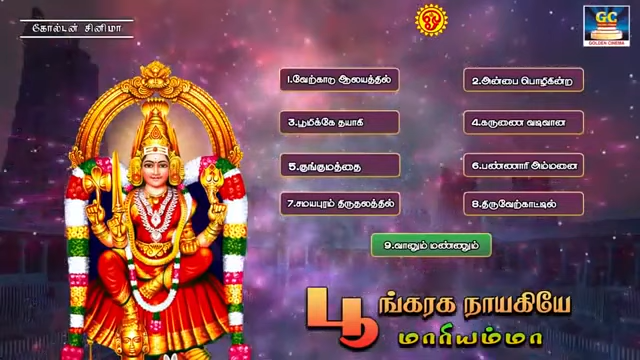 கோல்டன் சினிமா
ௐ
GC
GOLDEN CINEMA
1.வேற்காடு ஆலயத்தில்
2.அன்பை பொழிகின்ற
3.பூமிக்கே தாயாகி
4.கருணை வடிவான
5.குங்குமத்தை
6.பண்ணாரி அம்மனை
7.சமயபுரம் திருதலத்தில்
8.திருவேற்காட்டில்
9.வானும் மண்ணும்
பூங்கரக நாயகியே
மாரியம்மா